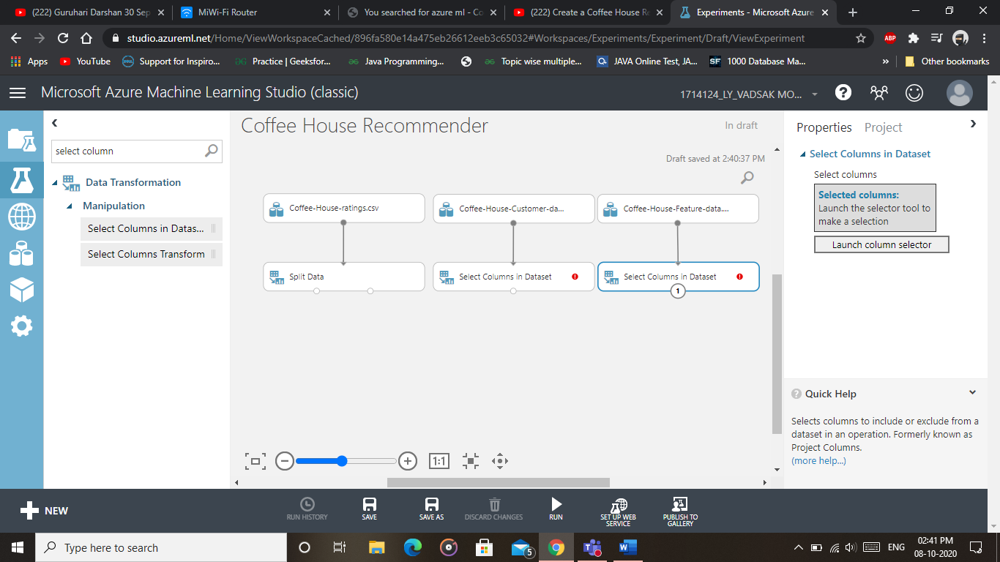 (222) Guruhari Darshan 30 Sep
MiWi-Fi Router
You searched for azure ml - Co
(222) Create a Coffee House Re
Experiments - Microsoft Azure
studio.azureml.net/Home/ViewWorkspaceCached/896fa580e14a475eb26612eeb3c65032#Workspaces/Experiments/Experiment/Draft/ViewExperiment
ABP
Apps
YouTube
Support for Inspiro...
Practice | Geeksfor...
Java Programming...
Topic wise multiple...
JAVA Online Test, JA...
SF
1000 Database Ma...
»
Other bookmarks
Microsoft Azure Machine Learning Studio (classic)
1714124_LY_VADSAK MO...
select column
Data Transformation
Manipulation
Select Columns in Datas...
Select Columns Transform
Coffee House Recommender
In draft
Draft saved at 2:40:37 PM
Coffee-House-ratings.csv
Coffee-House-Customer-da...
Coffee-House-Feature-data....
Split Data
Select Columns in Dataset
Select Columns in Dataset
1
1:1
Properties
Project
Select Columns in Dataset
Select columns
Selected columns:
Launch the selector tool to
make a selection
Launch column selector
Quick Help
Selects columns to include or exclude from a
dataset in an operation. Formerly known as
Project Columns.
(more help...)
NEW
RUN HISTORY
SAVE
SAVE AS
DISCARD CHANGES
RUN
SET UP WEB
SERVICE
PUBLISH TO
GALLERY
Type here to search
5
ENG
02:41 PM
08-10-2020